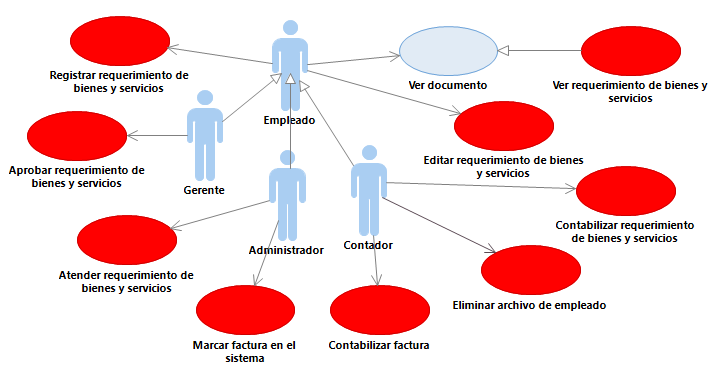 Registrar requerimiento de
bienes y servicios
Empleado
Ver documento
Ver requerimiento de bienes y
servicios
Aprobar requerimiento de
bienes y servicios
Gerente
Editar requerimiento de bienes
y servicios
Administrador
Contador
Contabilizar requerimiento
de bienes y servicios
Atender requerimiento de
bienes y servicios
Eliminar archivo de empleado
Marcar factura en el
sistema
Contabilizar factura